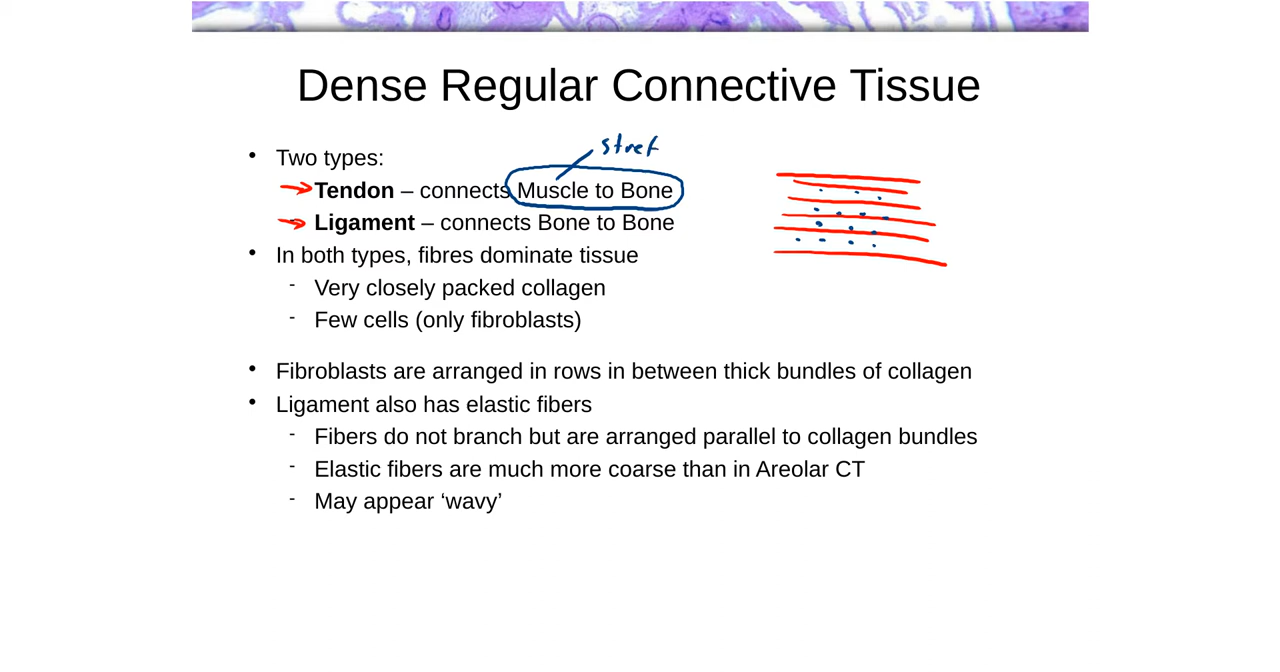 Dense Regular Connective Tissue
stret
• Two types:
Tendon – connects Muscle to Bone
Ligament – connects Bone to Bone
• In both types, fibres dominate tissue
- Very closely packed collagen
- Few cells (only fibroblasts)
• Fibroblasts are arranged in rows in between thick bundles of collagen
• Ligament also has elastic fibers
- Fibers do not branch but are arranged parallel to collagen bundles
- Elastic fibers are much more coarse than in Areolar CT
- May appear ‘wavy’